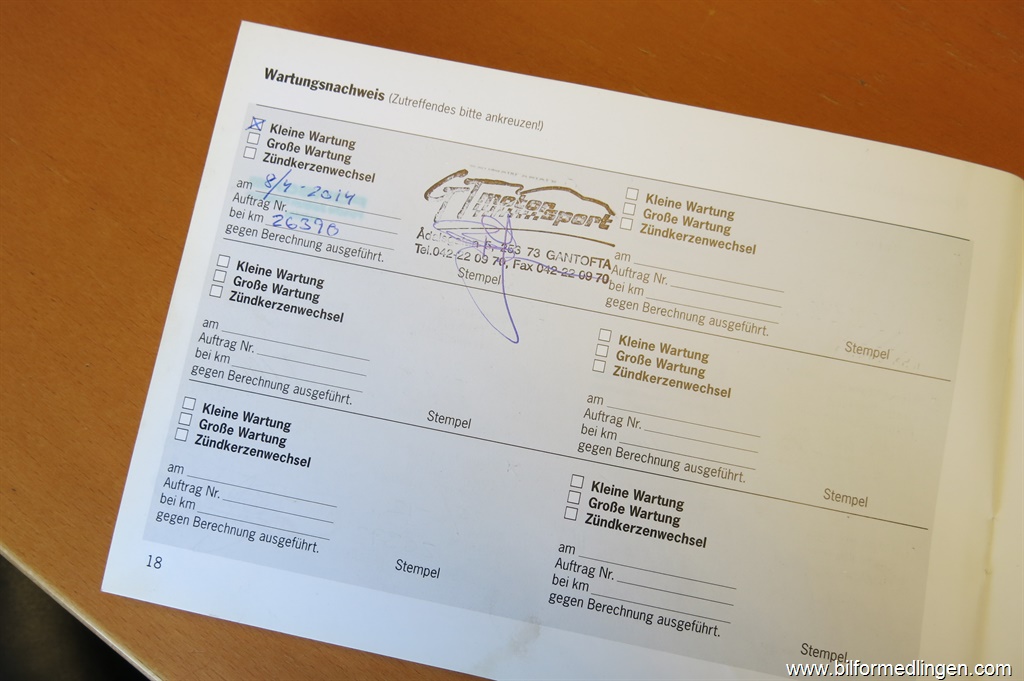 Wartungsnachweis (Zutreffendes bitte ankreuzen!)
Kleine Wartung
Große Wartung
Zündkerzenwechsel
am 8/4-2014
Auftrag Nr.
bei km 26390
gegen Berechnung ausgeführt.
GT motorsport
263 73 GANTOFTA
Tel.042-22 09 70, Fax 042-22 09 70
Stempel
Kleine Wartung
Große Wartung
Zündkerzenwechsel
am
Auftrag Nr.
bei km
gegen Berechnung ausgeführt.
Stempel
Kleine Wartung
Große Wartung
Zündkerzenwechsel
am
Auftrag Nr.
bei km
gegen Berechnung ausgeführt.
Stempel
Kleine Wartung
Große Wartung
Zündkerzenwechsel
am
Auftrag Nr.
bei km
gegen Berechnung ausgeführt.
Stempel
Kleine Wartung
Große Wartung
Zündkerzenwechsel
am
Auftrag Nr.
bei km
gegen Berechnung ausgeführt.
Stempel
Kleine Wartung
Große Wartung
Zündkerzenwechsel
am
Auftrag Nr.
bei km
gegen Berechnung ausgeführt.
Stempel
18
www.bilformedlingen.com